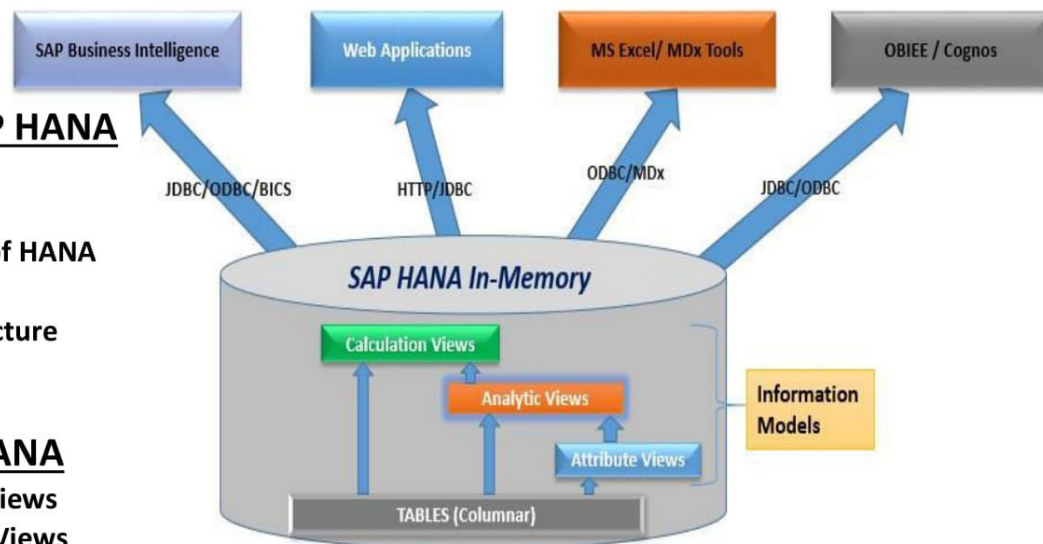 SAP Business Intelligence
Web Applications
MS Excel/ MDx Tools
OBIEE / Cognos
P HANA
JDBC/ODBC/BICS
HTTP/JDBC
ODBC/MDx
JDBC/ODBC
of HANA
SAP HANA In-Memory
cture
Calculation Views
Analytic Views
Information
Models
ANA
Attribute Views
iews
Views
TABLES (Columnar)